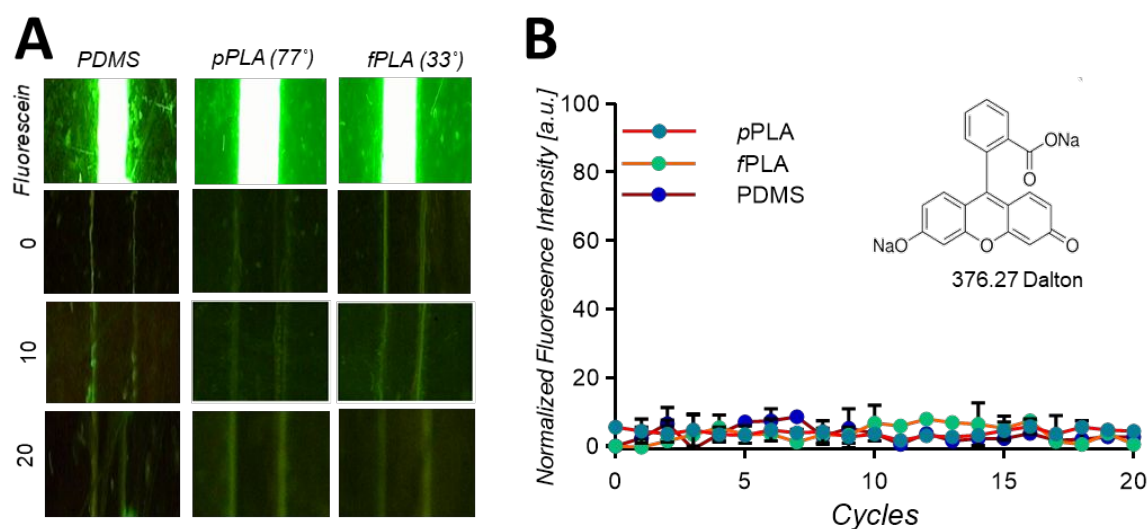 A
PDMS
pPLA (77°)
fPLA (33°)
Fluorescein
0
10
20
B
Normalized Fluoresence Intensity [a.u.]
100
80
60
40
20
0
pPLA
fPLA
PDMS
ONa
O
NaO
O
O
376.27 Dalton
0
5
10
15
20
Cycles